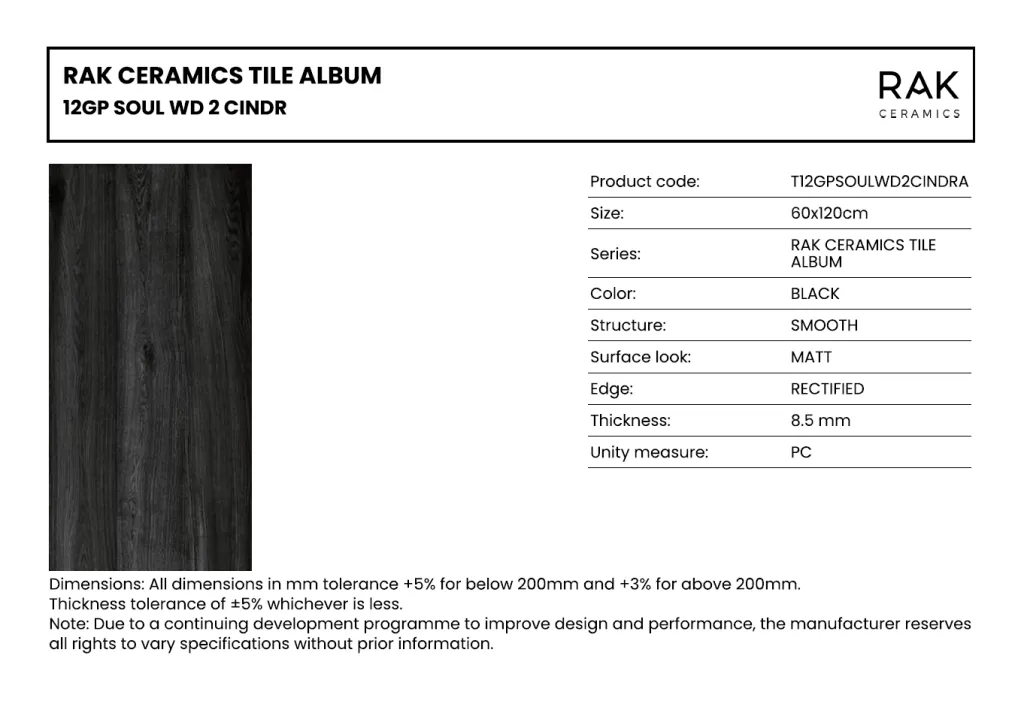 RAK CERAMICS TILE ALBUM
12GP SOUL WD 2 CINDR
RAK
CERAMICS
Product code: T12GPSOULWD2CINDRA
Size: 60x120cm
Series: RAK CERAMICS TILE
ALBUM
Color: BLACK
Structure: SMOOTH
Surface look: MATT
Edge: RECTIFIED
Thickness: 8.5 mm
Unity measure: PC
Dimensions: All dimensions in mm tolerance +5% for below 200mm and +3% for above 200mm.
Thickness tolerance of ±5% whichever is less.
Note: Due to a continuing development programme to improve design and performance, the manufacturer reserves
all rights to vary specifications without prior information.